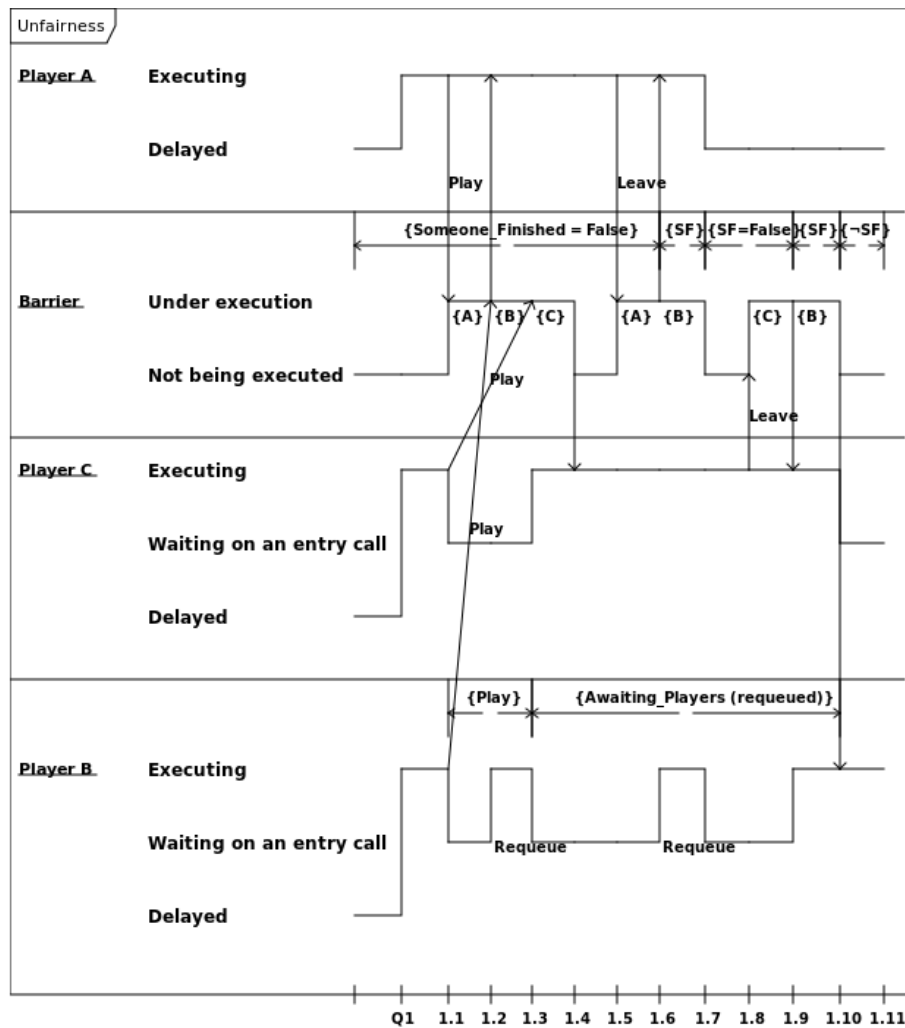 Unfairness
Player A
Executing
Delayed
Play
Leave
{Someone_Finished = False}
{SF}
{SF=False}
{SF}
{¬SF}
Barrier
Under execution
{A}
{B}
{C}
{A}
{B}
{C}
{B}
Not being executed
Play
Leave
Player C
Executing
Waiting on an entry call
Play
Delayed
{Play}
{Awaiting_Players (requeued)}
Player B
Executing
Waiting on an entry call
Requeue
Requeue
Delayed
Q1 1.1 1.2 1.3 1.4 1.5 1.6 1.7 1.8 1.9 1.10 1.11